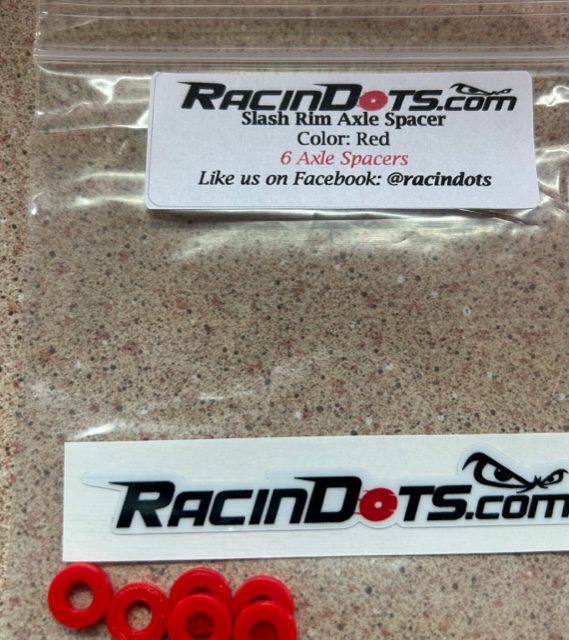 RacinDots.com
Slash Rim Axle Spacer
Color: Red
6 Axle Spacers
Like us on Facebook: @racindots
RacinDots.com